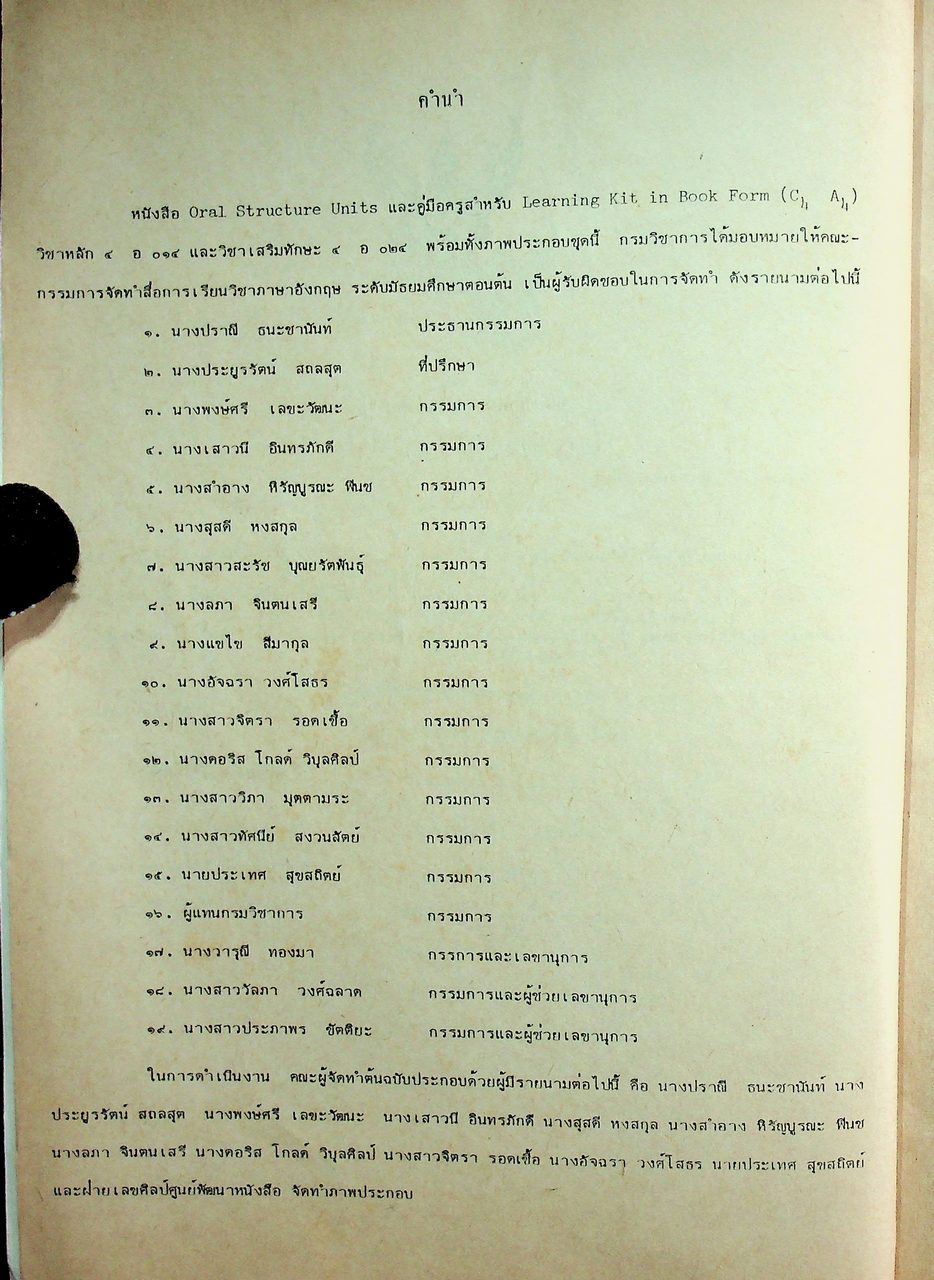 คำนำ
หนังสือ Oral Structure Units และคู่มือครูสำหรับ Learning Kit in Book Form (C₄ A₄)
วิชาหลัก ๔ อ ๐๑๔ และวิชาเสริมทักษะ ๔ อ ๐๒๔ พร้อมทั้งภาพประกอบชุดนี้ กรมวิชาการได้มอบหมายให้คณะ-
กรรมการจัดทำสื่อการเรียนวิชาภาษาอังกฤษ ระดับมัธยมศึกษาตอนต้น เป็นผู้รับผิดชอบในการจัดทำ ดังรายนามต่อไปนี้
๑. นางปราณี ธนะชานันท์ ประธานกรรมการ
๒. นางประยูรรัตน์ สถลสุต ที่ปรึกษา
๓. นางพงษ์ศรี เลขะวัฒนะ กรรมการ
๔. นางเสาวนี อินทรภักดี กรรมการ
๕. นางสำอาง หิรัญบูรณะ ฟินช กรรมการ
๖. นางสุสดี หงสกุล กรรมการ
๗. นางสาวสะรัช บุณยรัตพันธุ์ กรรมการ
๘. นางลภา จินตนเสรี กรรมการ
๙. นางแขไข สีมากุล กรรมการ
๑๐. นางอัจฉรา วงศ์โสธร กรรมการ
๑๑. นางสาวจิตรา รอดเชื้อ กรรมการ
๑๒. นางดอริส โกลด์ วิบุลศิลป์ กรรมการ
๑๓. นางสาววิภา มุตตามระ กรรมการ
๑๔. นางสาวทัศนีย์ สงวนสัตย์ กรรมการ
๑๕. นายประเทศ สุขสถิตย์ กรรมการ
๑๖. ผู้แทนกรมวิชาการ กรรมการ
๑๗. นางวารุณี ทองมา กรรการและเลขานุการ
๑๘. นางสาววัลภา วงศ์ฉลาด กรรมการและผู้ช่วยเลขานุการ
๑๙. นางสาวประภาพร ขัตติยะ กรรมการและผู้ช่วยเลขานุการ
ในการดำเนินงาน คณะผู้จัดทำต้นฉบับประกอบด้วยผู้มีรายนามต่อไปนี้ คือ นางปราณี ธนะชานันท์ นาง
ประยูรรัตน์ สถลสุต นางพงษ์ศรี เลขะวัฒนะ นางเสาวนี อินทรภักดี นางสุสดี หงสกุล นางสำอาง หิรัญบูรณะ ฟินช
นางลภา จินตนเสรี นางดอริส โกลด์ วิบุลศิลป์ นางสาวจิตรา รอดเชื้อ นางอัจฉรา วงศ์โสธร นายประเทศ สุขสถิตย์
และฝ่ายเลขศิลป์ศูนย์พัฒนาหนังสือ จัดทำภาพประกอบ